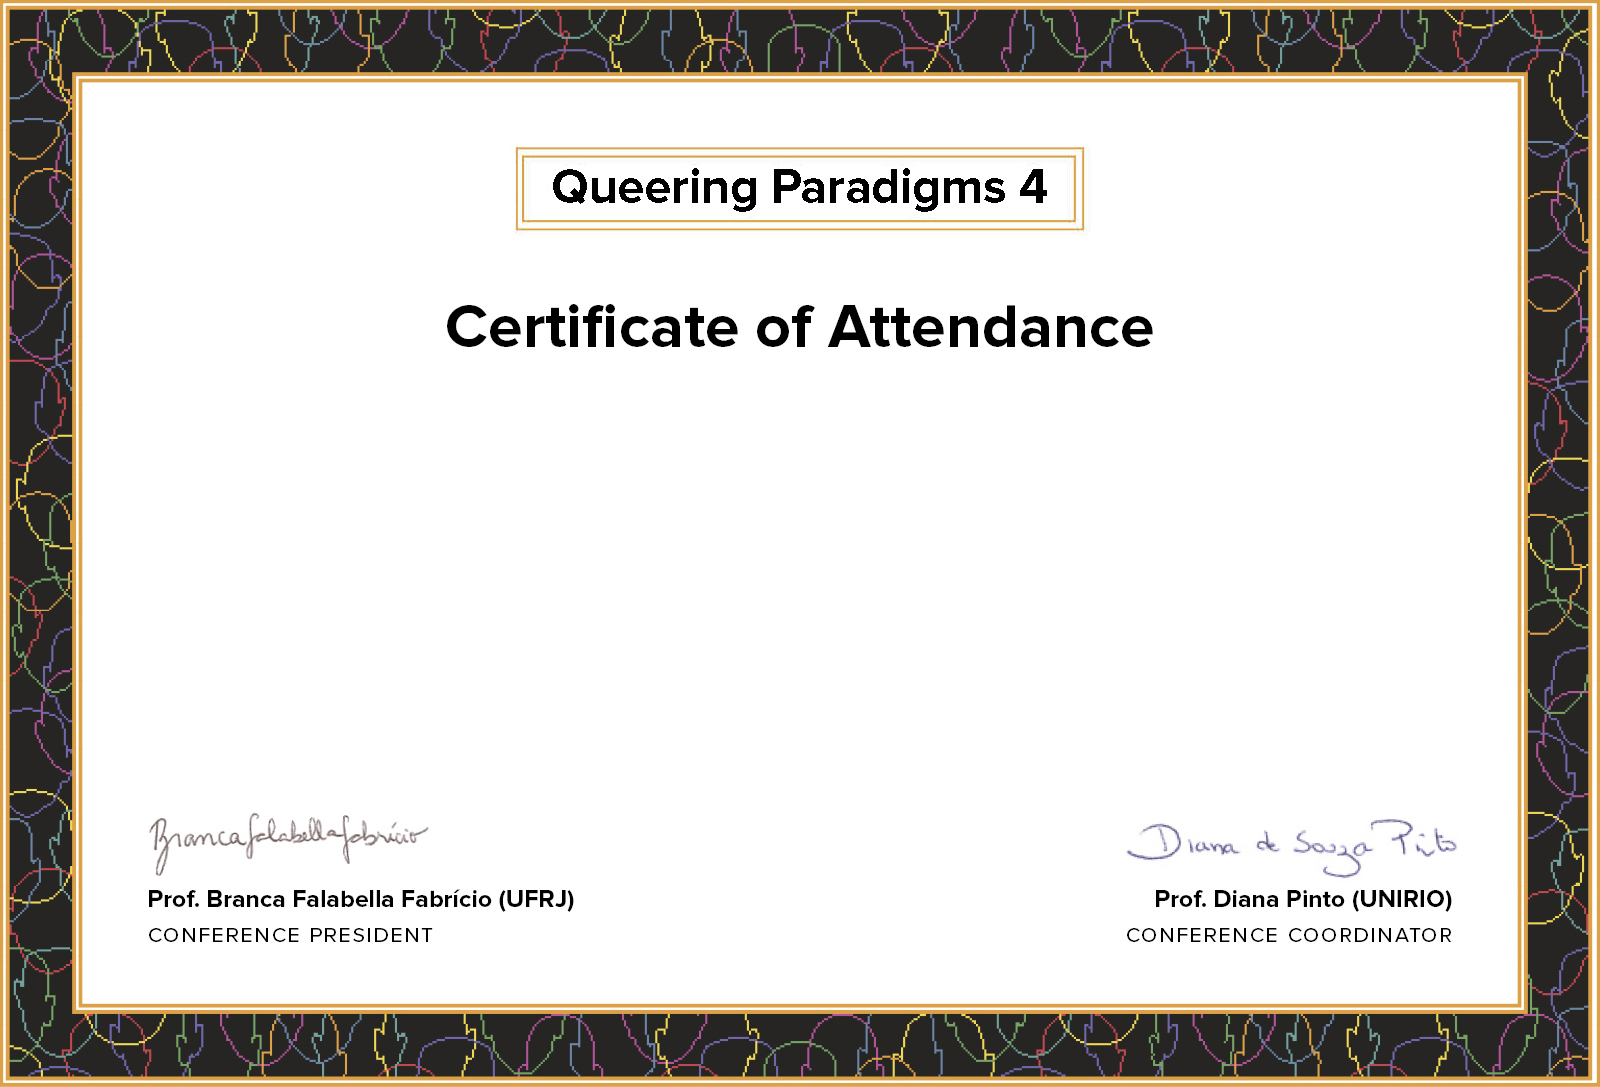 Queering Paradigms 4
Certificate of Attendance
Branca Falabella Fabrício
Diana de Souza Pinto
Prof. Branca Falabella Fabrício (UFRJ)
Prof. Diana Pinto (UNIRIO)
CONFERENCE PRESIDENT
CONFERENCE COORDINATOR